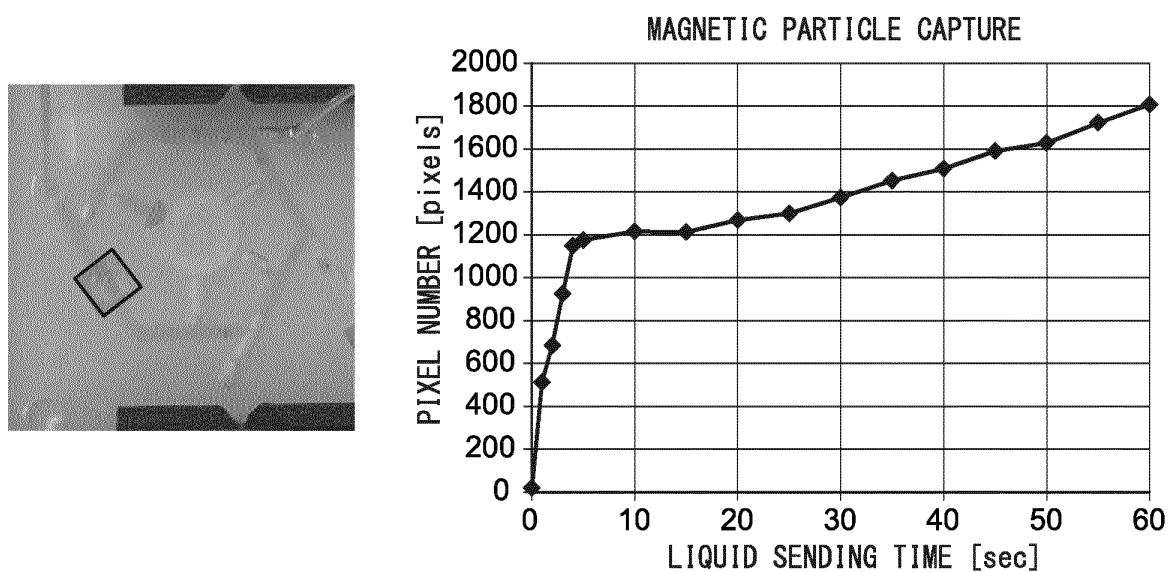 MAGNETIC PARTICLE CAPTURE
2000
1800
1600
1400
1200
1000
800
600
400
200
0
PIXEL NUMBER [pixels]
0 10 20 30 40 50 60
LIQUID SENDING TIME [sec]